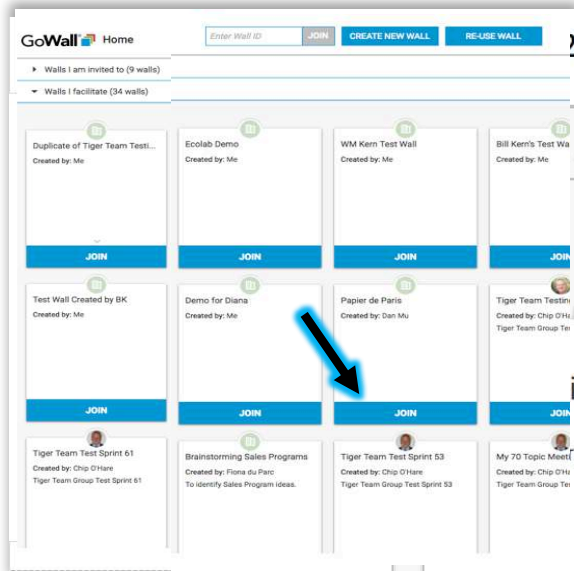 GoWall Home Enter Wall ID JOIN CREATE NEW WALL RE-USE WALL
Walls I am invited to (9 walls)
Walls I facilitate (34 walls)
Duplicate of Tiger Team Testi...
Created by: Me
JOIN
Ecolab Demo
Created by: Me
JOIN
WM Kern Test Wall
Created by: Me
JOIN
Bill Kern's Test Wa
Created by: Me
JOIN
Test Wall Created by BK
Created by: Me
JOIN
Demo for Diana
Created by: Me
JOIN
Papier de Paris
Created by: Dan Mu
JOIN
Tiger Team Testin
Created by: Chip O'Ha
Tiger Team Group Tes
JOIN
Tiger Team Test Sprint 61
Created by: Chip O'Hare
Tiger Team Group Test Sprint 61
Brainstorming Sales Programs
Created by: Fiona du Parc
To identify Sales Program ideas.
Tiger Team Test Sprint 53
Created by: Chip O'Hare
Tiger Team Group Test Sprint 53
My 70 Topic Meeti
Created by: Chip O'Ha
Tiger Team Group Tes